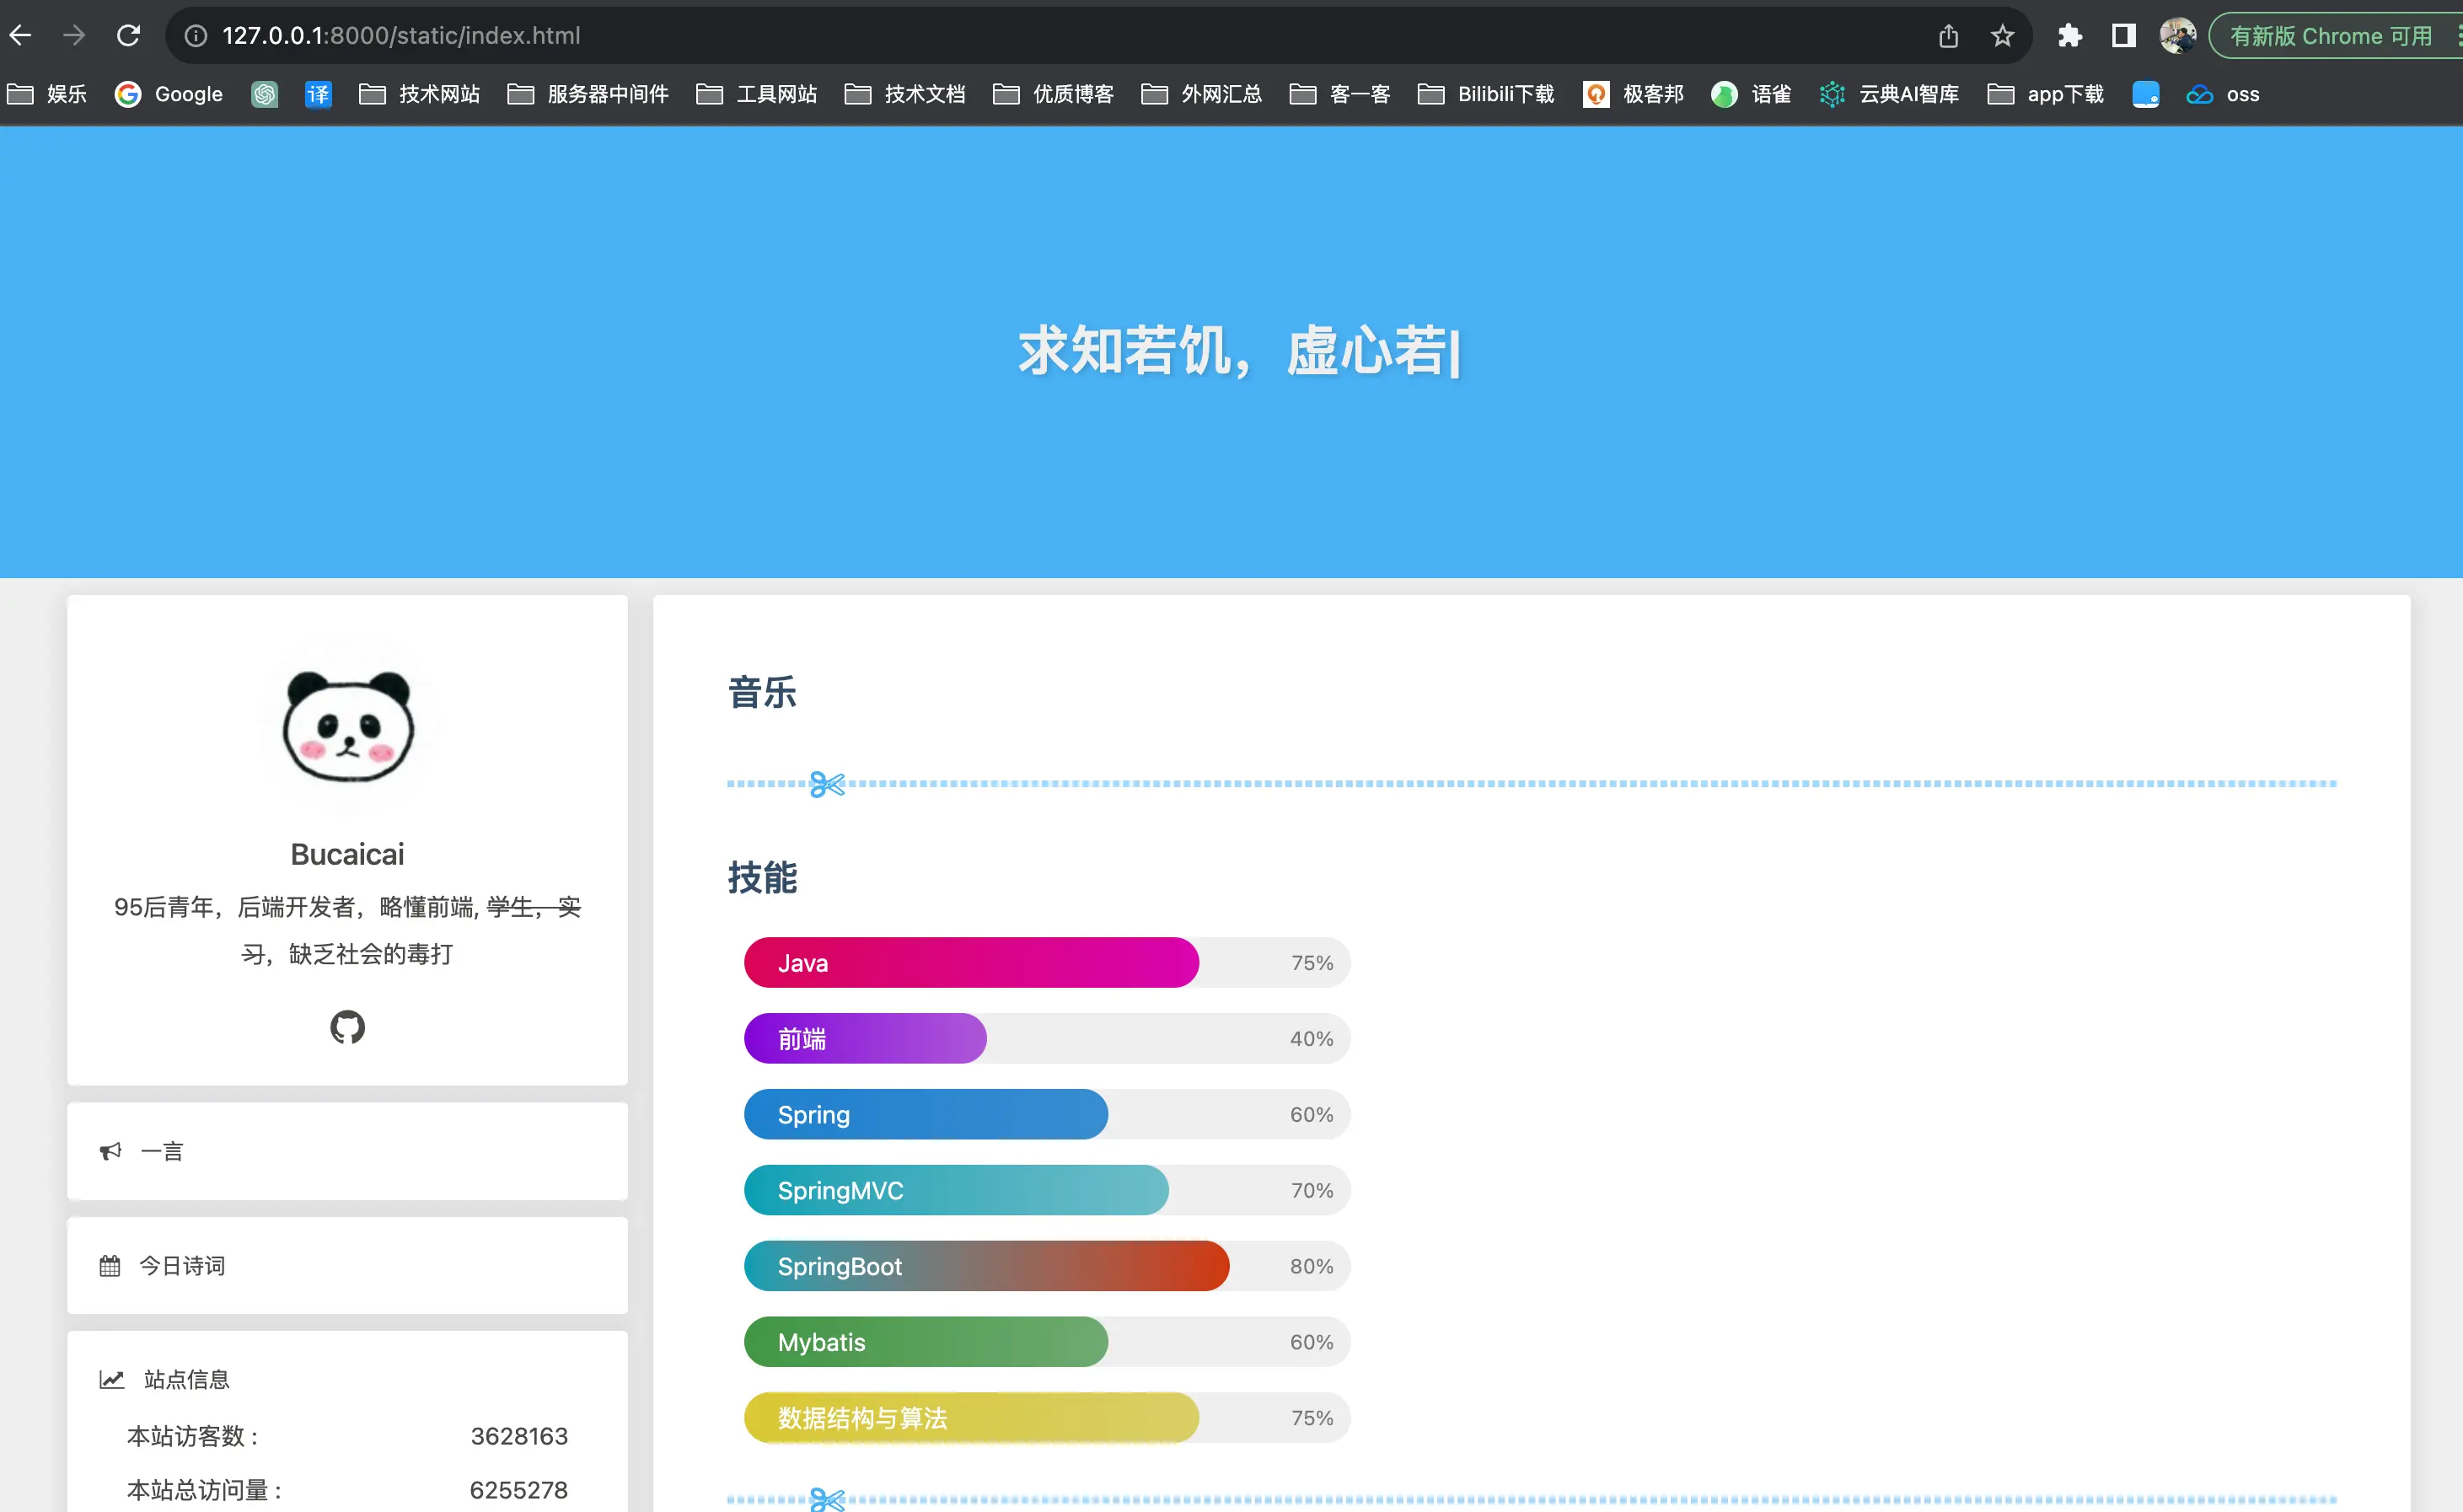 127.0.0.1:8000/static/index.html 有新版 Chrome 可用
娱乐 Google 译 技术网站 服务器中间件 工具网站 技术文档 优质博客 外网汇总 客一客 Bilibili下载 极客邦 语雀 云典AI智库 app下载 oss
求知若饥，虚心若|
Bucaicai
95后青年，后端开发者，略懂前端, 学生，实
习，缺乏社会的毒打
一言
今日诗词
站点信息
本站访客数： 3628163
本站总访问量： 6255278
音乐
技能
Java 75%
前端 40%
Spring 60%
SpringMVC 70%
SpringBoot 80%
Mybatis 60%
数据结构与算法 75%